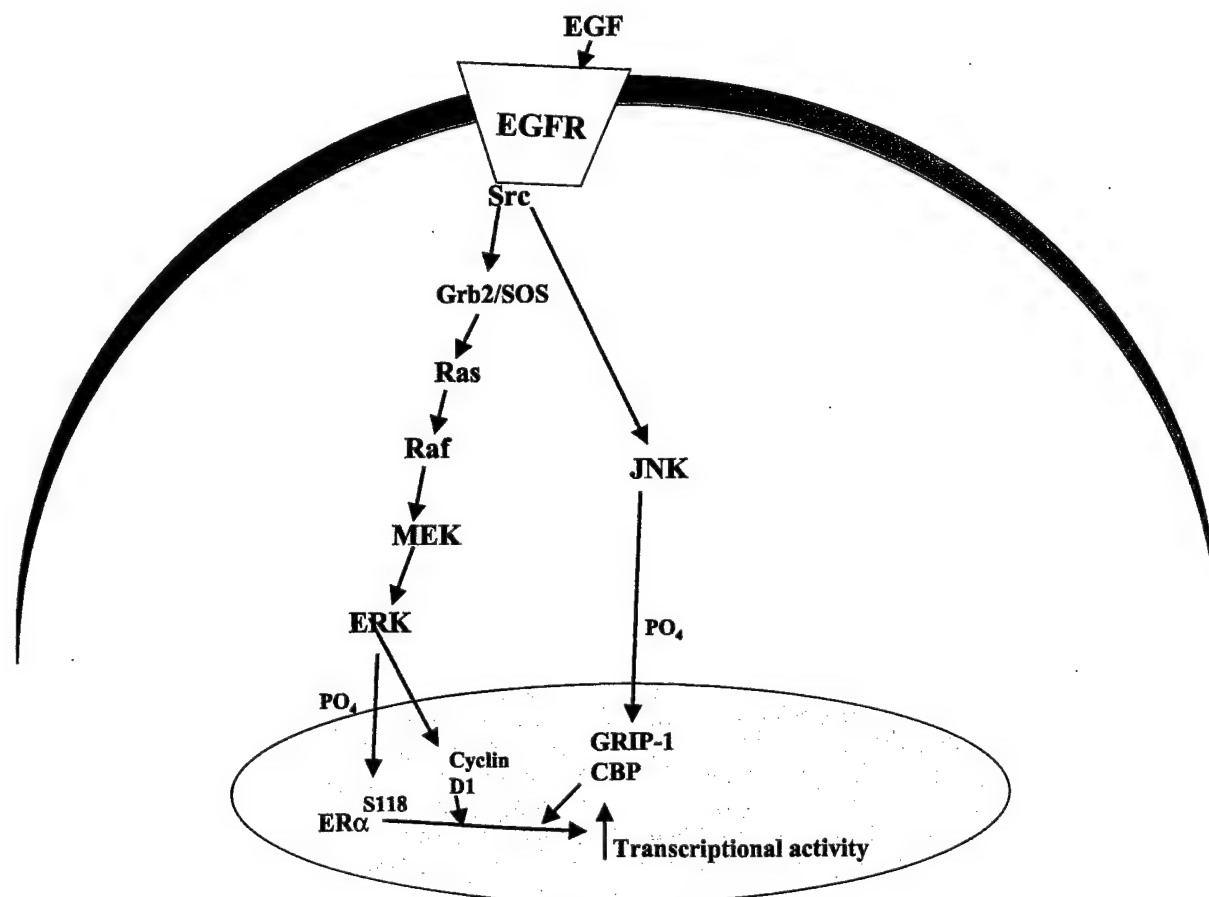 EGF
EGFR
Src
Grb2/SOS
Ras
Raf
JNK
MEK
ERK
PO₄
PO₄
GRIP-1
CBP
Cyclin
D1
ERα S118
Transcriptional activity